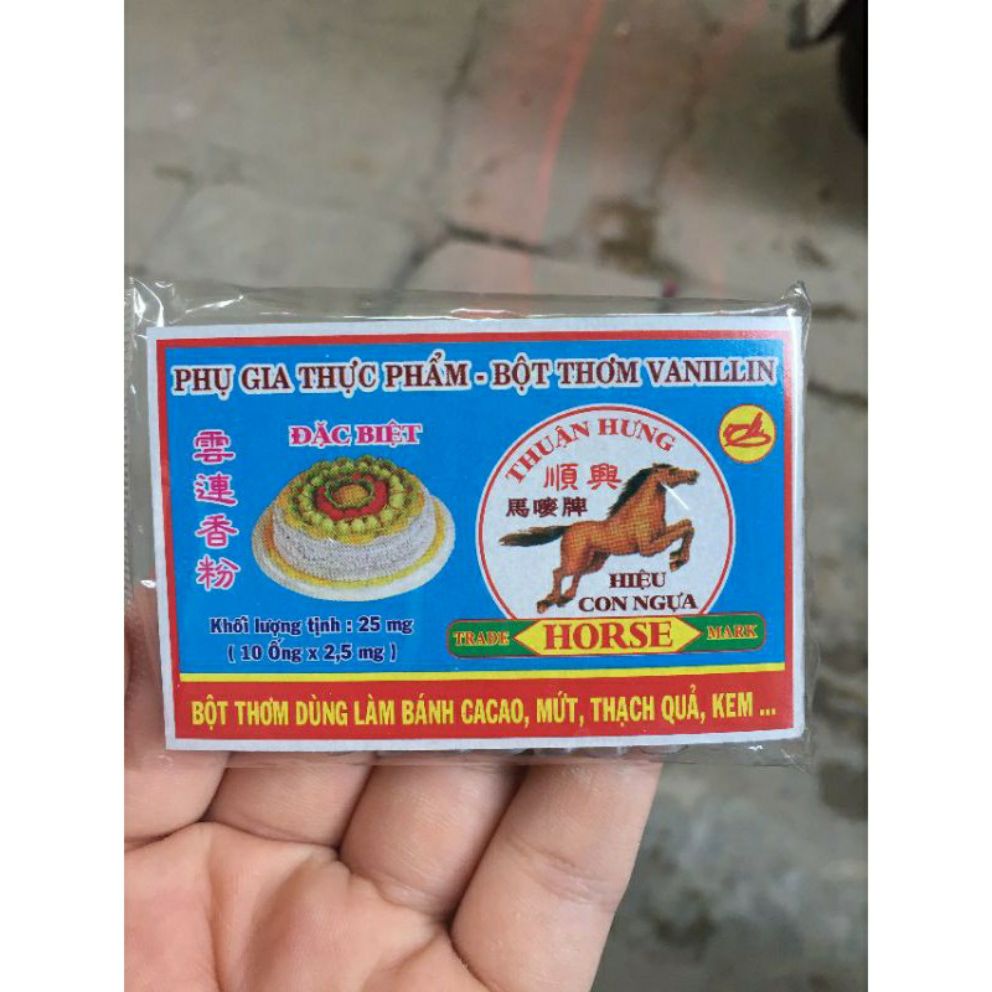 PHỤ GIA THỰC PHẨM - BỘT THƠM VANILLIN
雲連香粉
ĐẶC BIỆT
THUẬN HƯNG
順興
馬嘜牌
HIỆU
CON NGỰA
TRADE HORSE MARK
Khối lượng tịnh : 25 mg
( 10 Ống x 2,5 mg )
BỘT THƠM DÙNG LÀM BÁNH CACAO, MỨT, THẠCH QUẢ, KEM ...